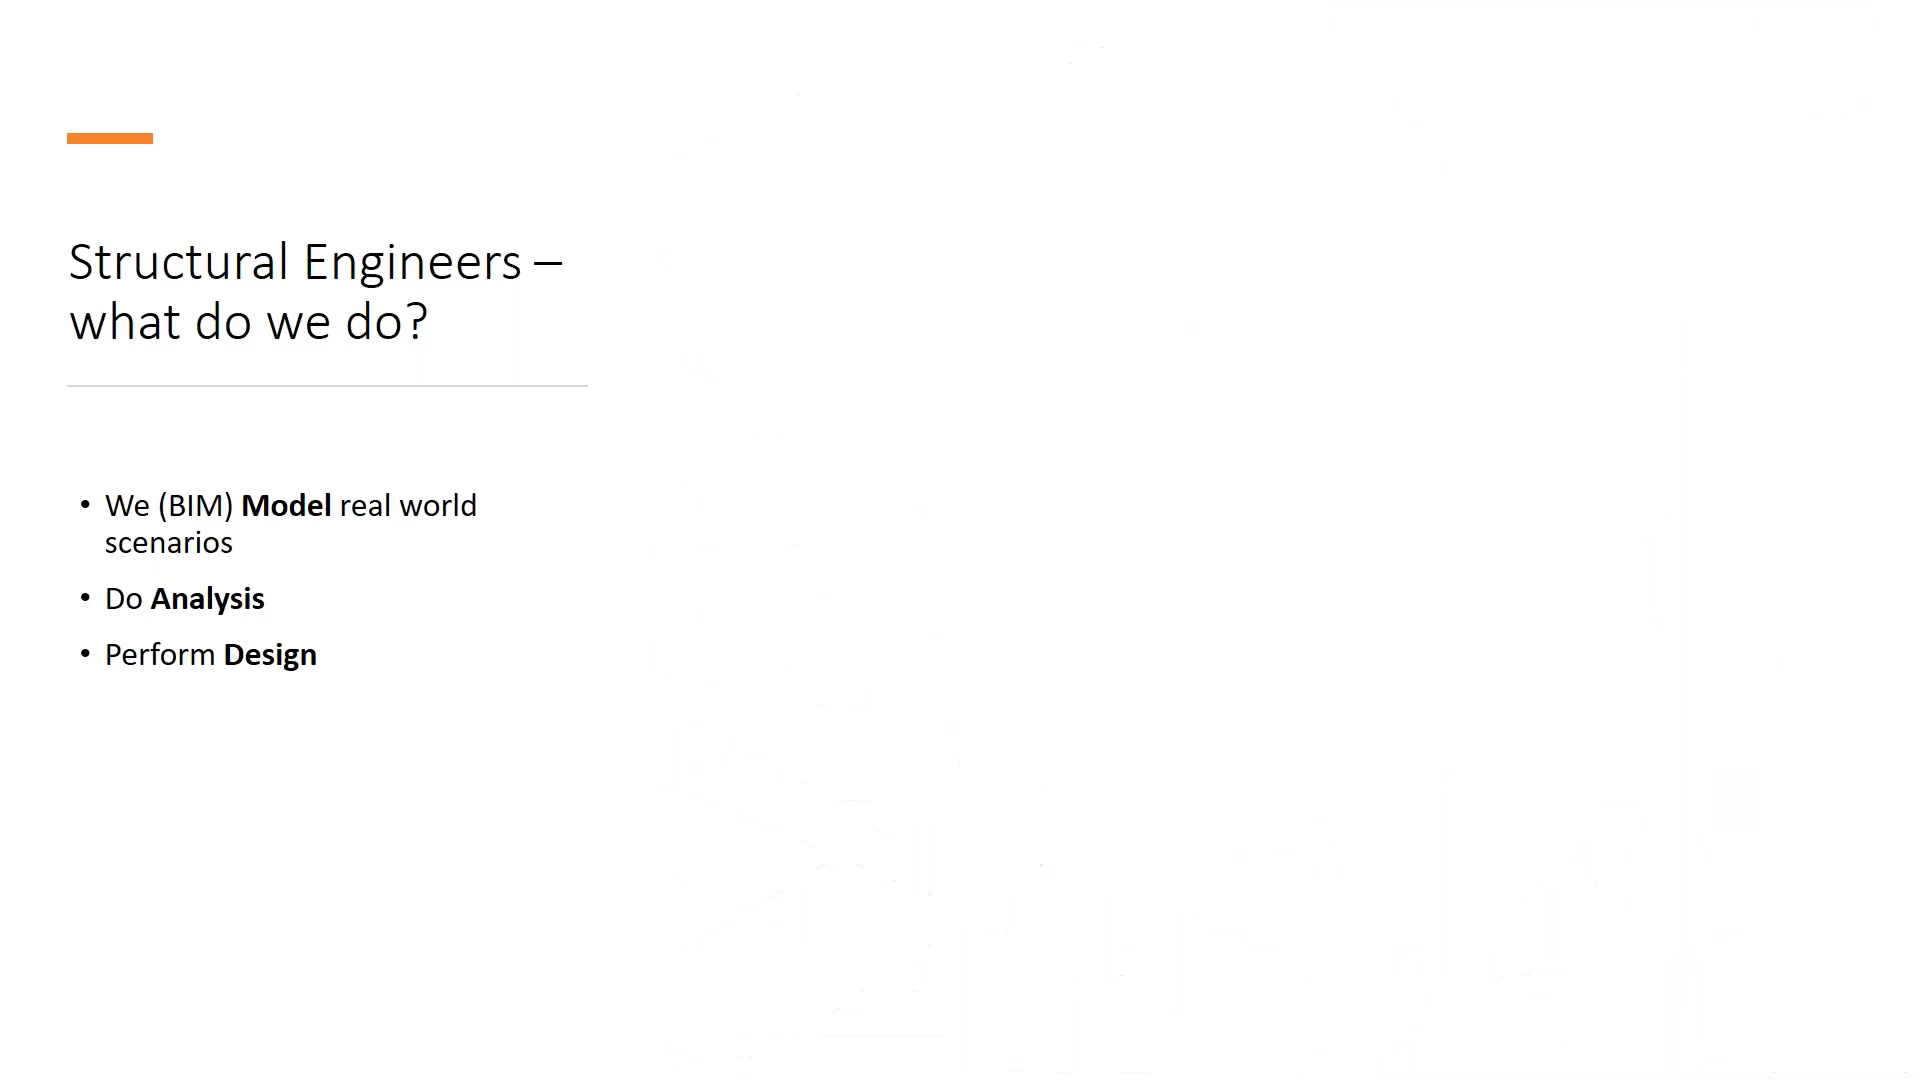 Structural Engineers –
what do we do?
• We (BIM) Model real world
scenarios
• Do Analysis
• Perform Design